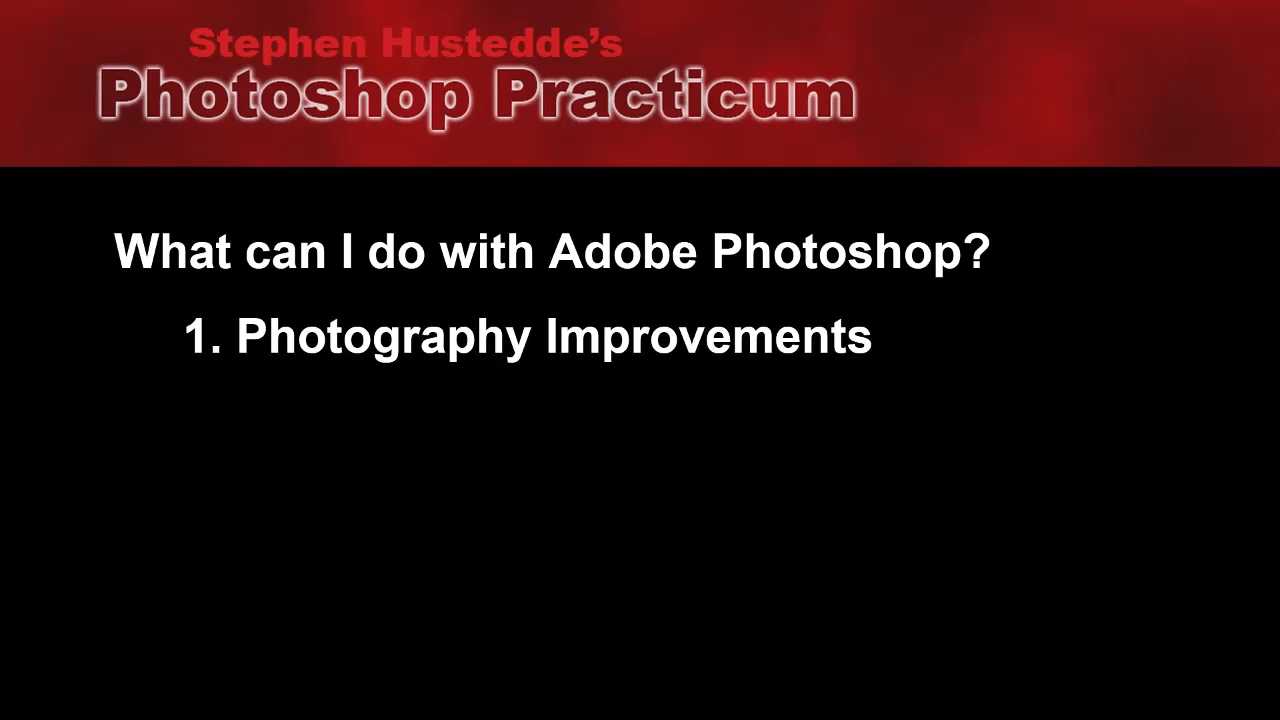 Stephen Hustedde’s
Photoshop Practicum
What can I do with Adobe Photoshop?
1. Photography Improvements